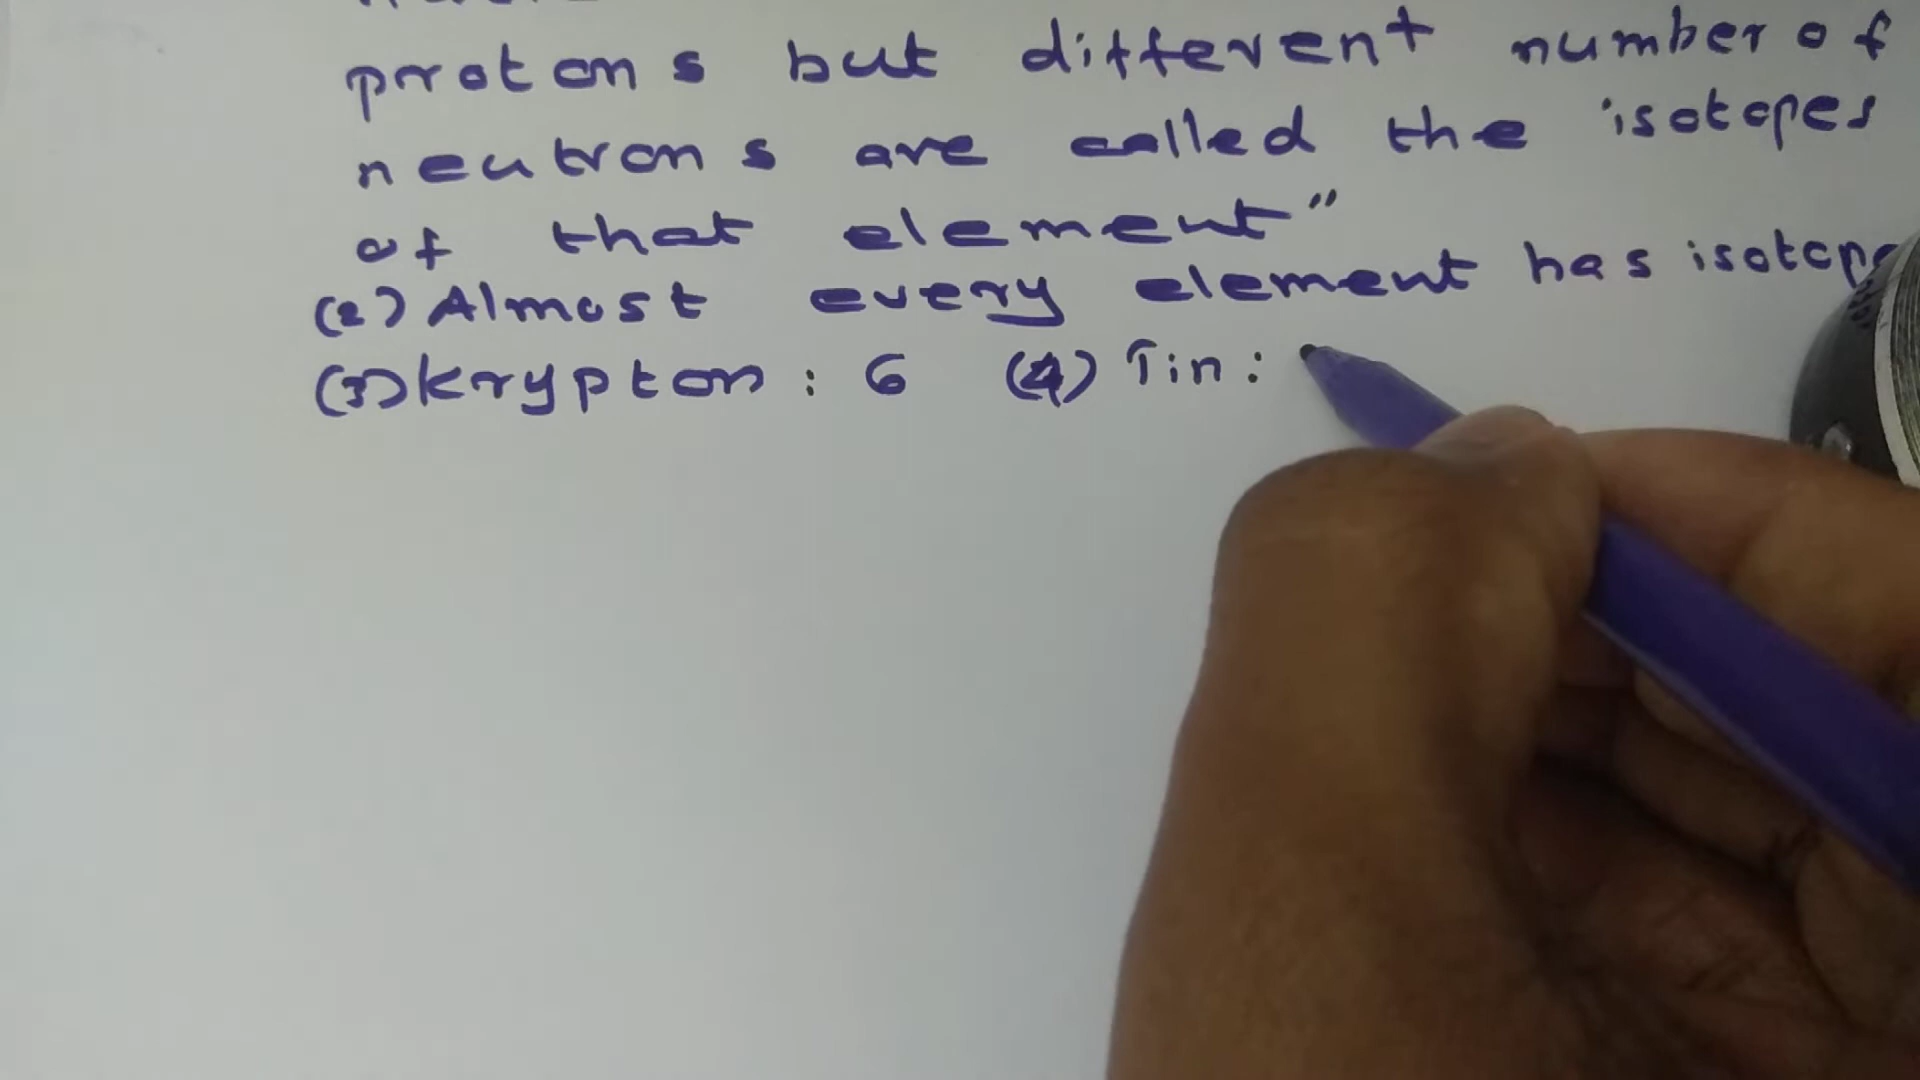 protons but different number of
neutrons are called the isotopes
of that element"
(2) Almost every element has isotope
(3) Krypton : 6 (4) Tin :